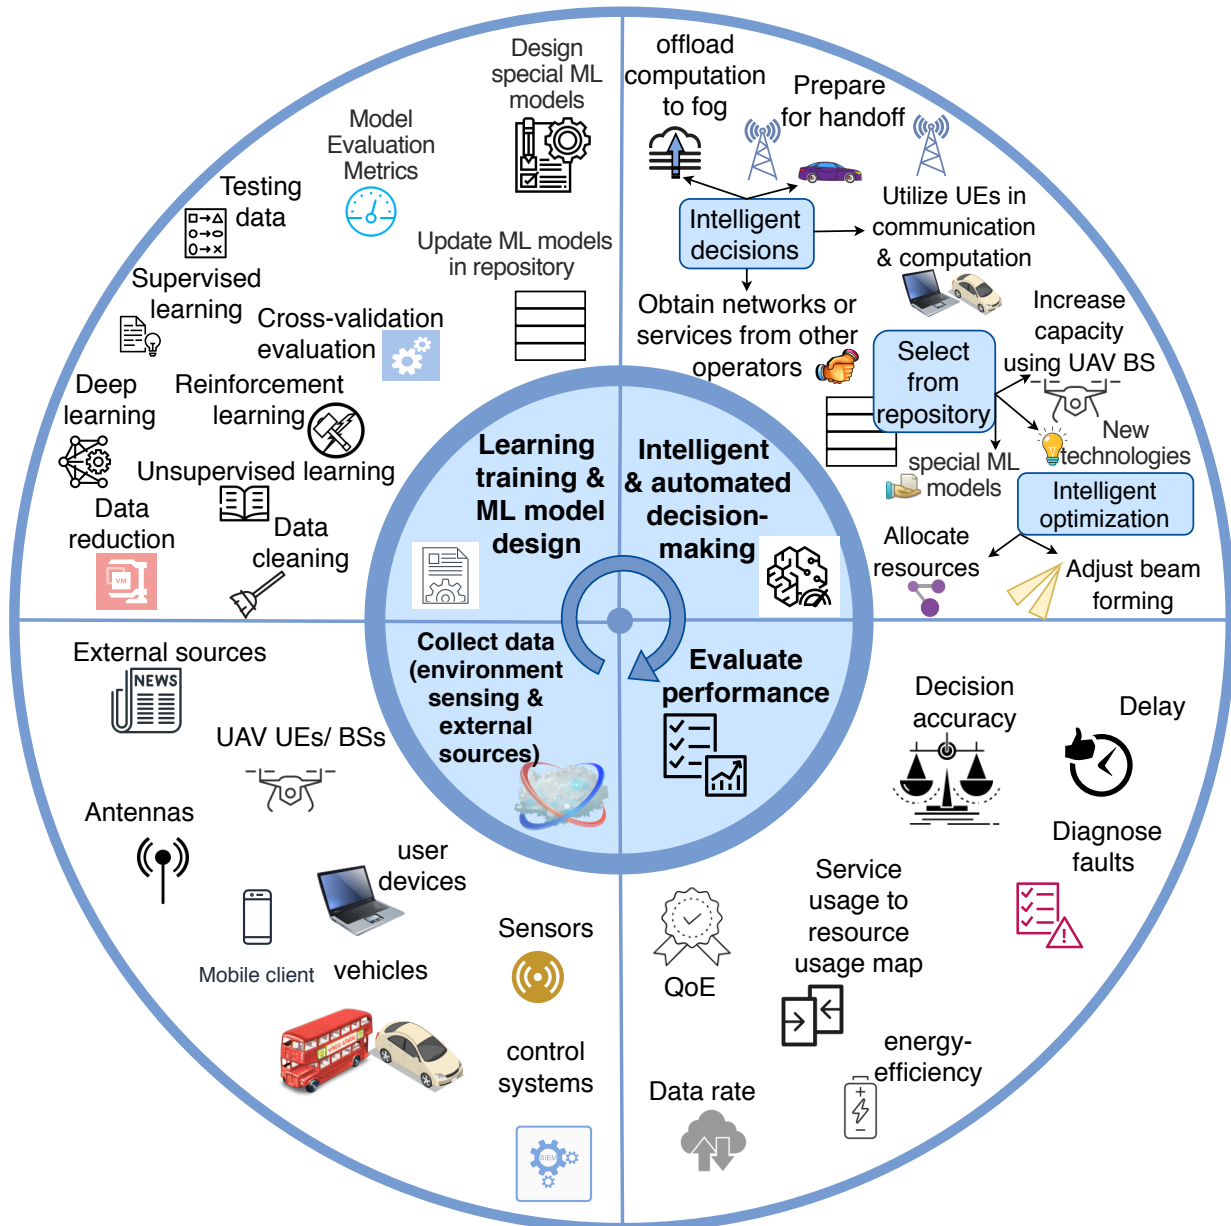 Design
special ML
models
Model
Evaluation
Metrics
Testing
data
Update ML models
in repository
Supervised
learning
Cross-validation
evaluation
Deep
learning
Reinforcement
learning
Unsupervised learning
Data
reduction
VM
Data
cleaning
Learning
training &
ML model
design
offload
computation
to fog
Prepare
for handoff
Intelligent
decisions
Utilize UEs in
communication
& computation
Obtain networks or
services from other
operators
Select
from
repository
Increase
capacity
using UAV BS
New
technologies
special ML
models
Intelligent
optimization
Allocate
resources
Adjust beam
forming
Intelligent
& automated
decision-
making
Collect data
(environment
sensing &
external
sources)
External sources
NEWS
UAV UEs/ BSs
Antennas
user
devices
Mobile client
vehicles
Sensors
control
systems
SIEM
Evaluate
performance
Decision
accuracy
Delay
Diagnose
faults
Service
usage to
resource
usage map
QoE
energy-
efficiency
Data rate